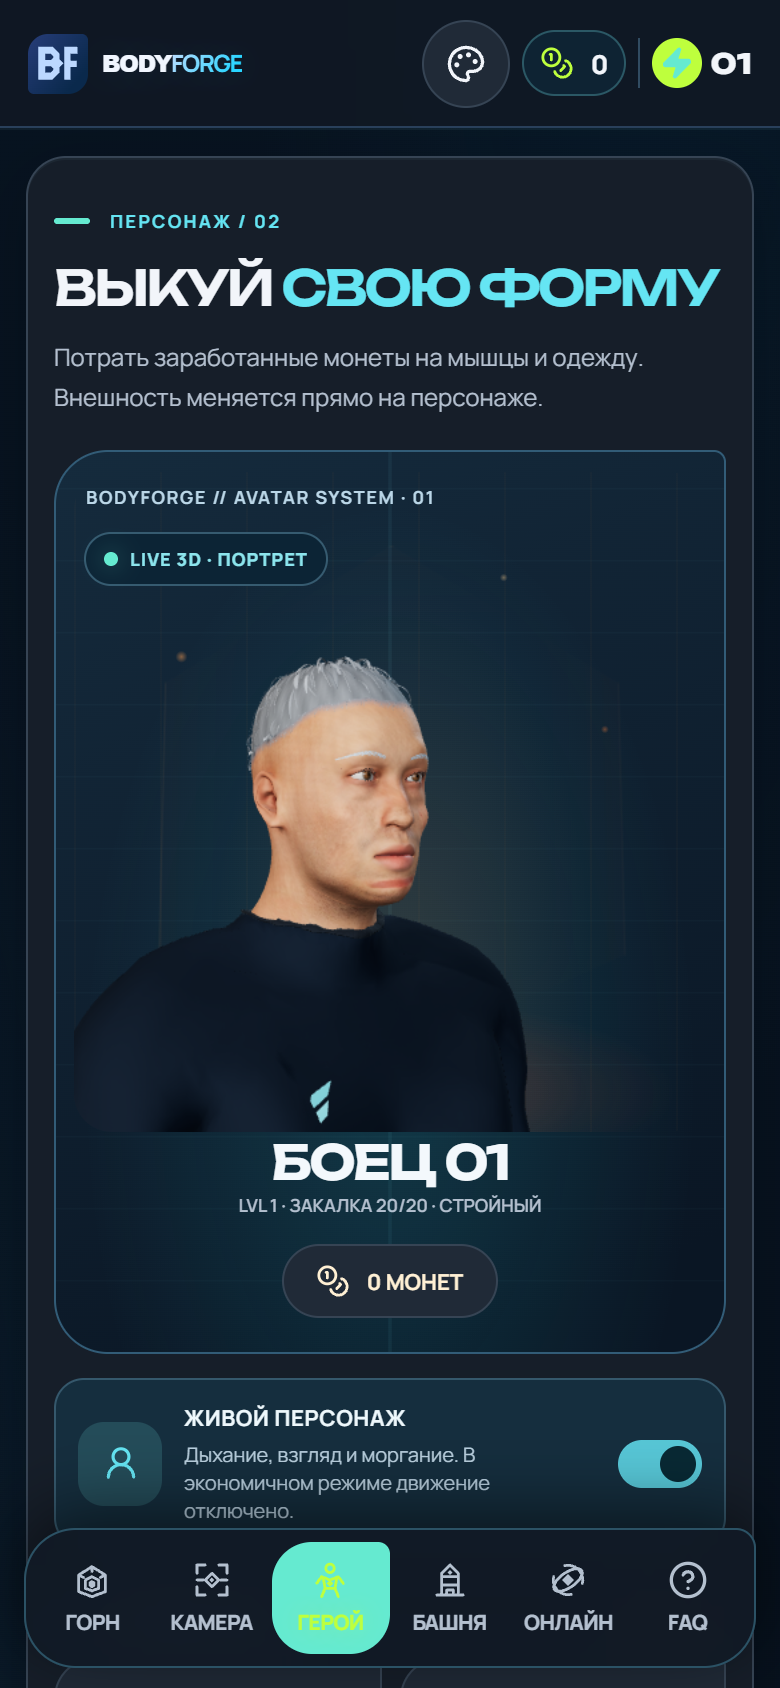 BF BODYFORGE
0
01
ПЕРСОНАЖ / 02
ВЫКУЙ СВОЮ ФОРМУ
Потрать заработанные монеты на мышцы и одежду.
Внешность меняется прямо на персонаже.
BODYFORGE // AVATAR SYSTEM · 01
LIVE 3D · ПОРТРЕТ
БОЕЦ 01
LVL 1 · ЗАКАЛКА 20/20 · СТРОЙНЫЙ
0 МОНЕТ
ЖИВОЙ ПЕРСОНАЖ
Дыхание, взгляд и моргание. В
экономичном режиме движение
отключено.
ГОРН
КАМЕРА
ГЕРОЙ
БАШНЯ
ОНЛАЙН
FAQ